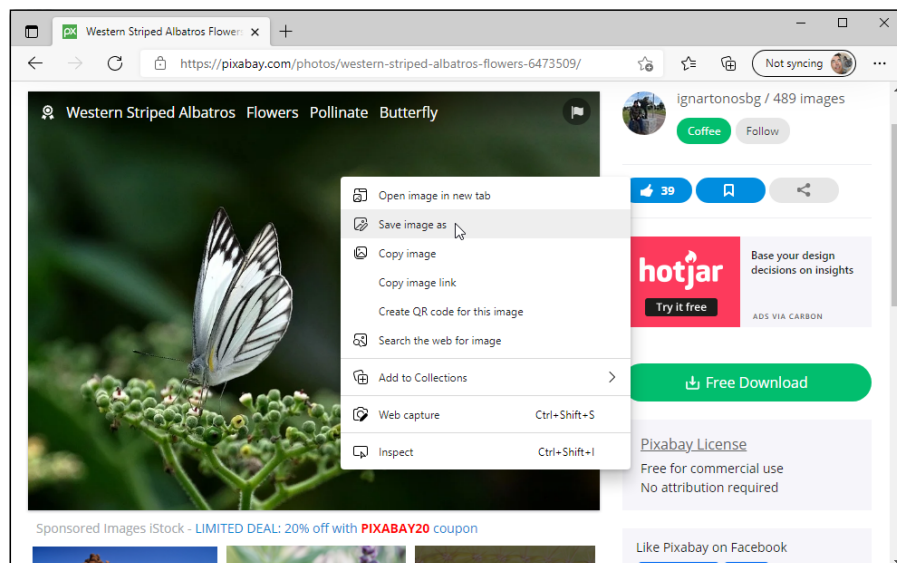 px Western Striped Albatros Flower
https://pixabay.com/photos/western-striped-albatros-flowers-6473509/
Not syncing
Western Striped Albatros Flowers Pollinate Butterfly
ignartonosbg / 489 images
Coffee Follow
39
Open image in new tab
Save image as
Copy image
Copy image link
Create QR code for this image
Search the web for image
Add to Collections
Web capture Ctrl+Shift+S
Inspect Ctrl+Shift+I
hotjar
Try it free
Base your design
decisions on insights
ADS VIA CARBON
Free Download
Pixabay License
Free for commercial use
No attribution required
Sponsored Images iStock - LIMITED DEAL: 20% off with PIXABAY20 coupon
Like Pixabay on Facebook